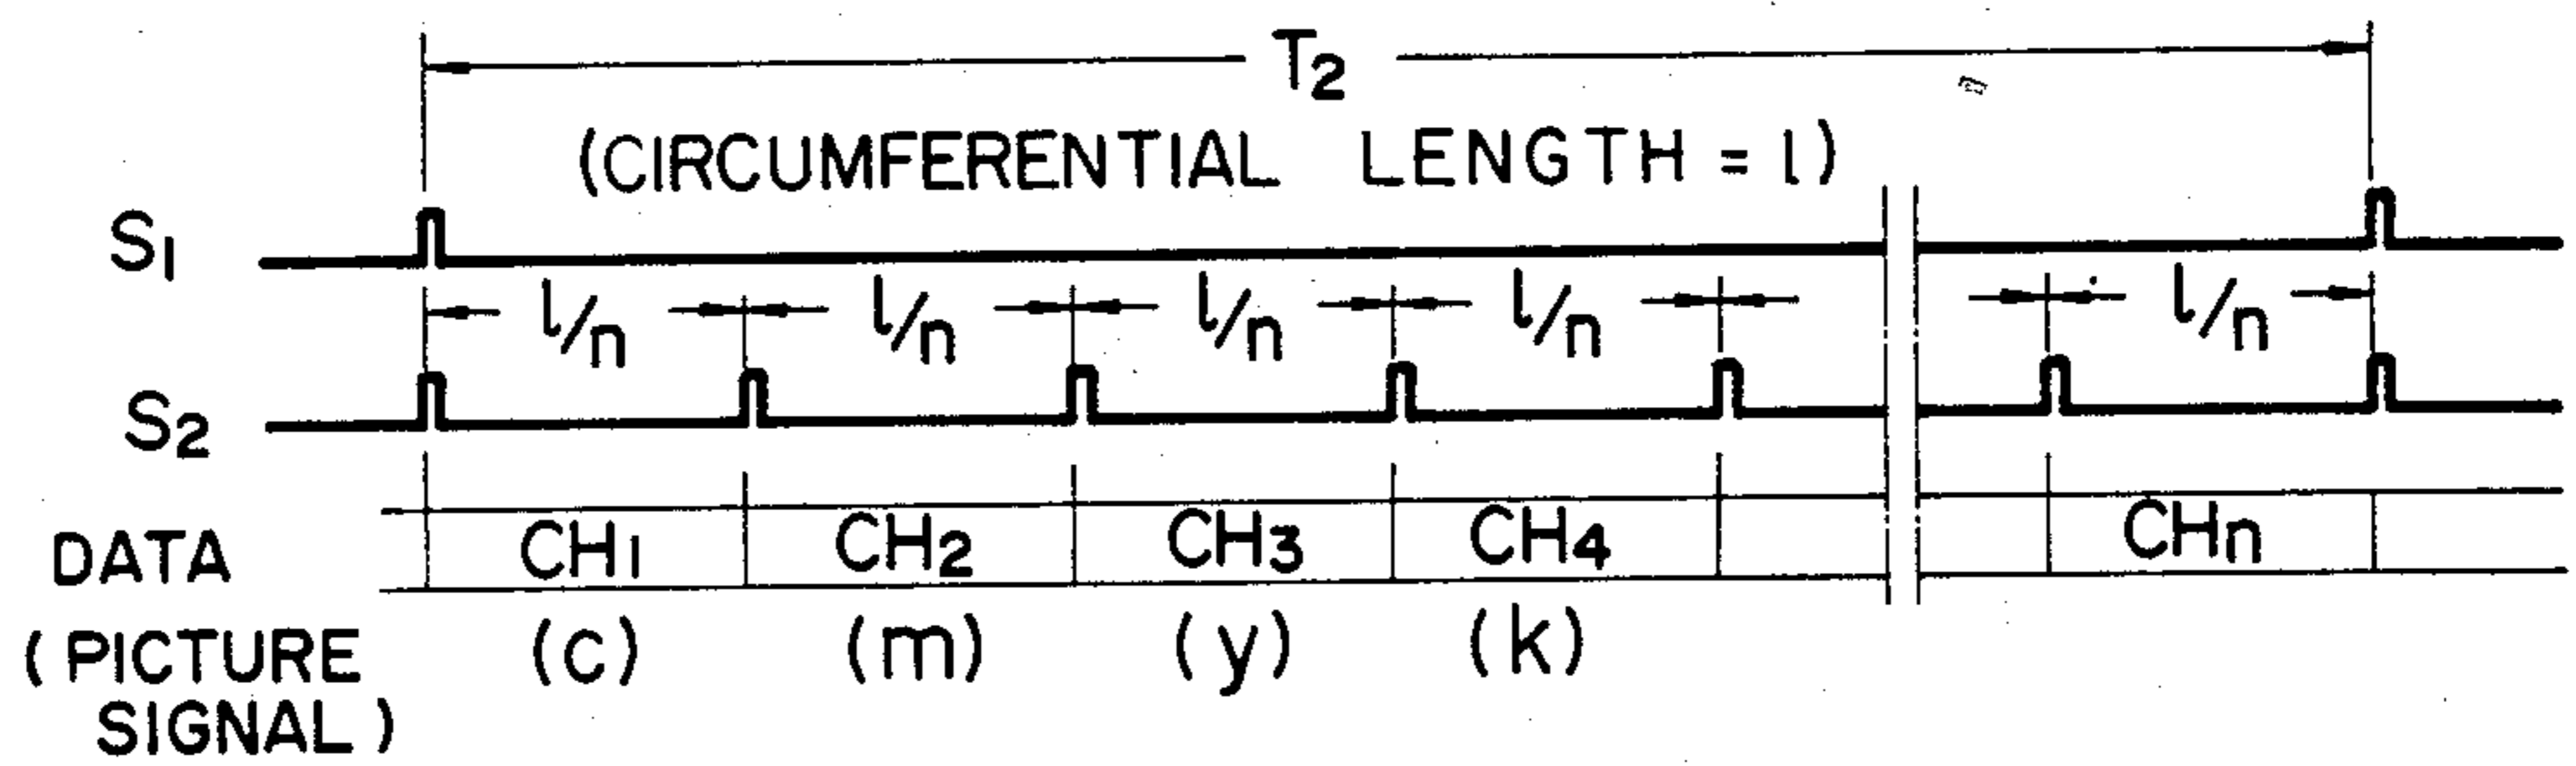 T2
(CIRCUMFERENTIAL LENGTH = l)
S1
l/n l/n l/n l/n l/n
S2
DATA CH1 CH2 CH3 CH4 CHn
(PICTURE SIGNAL) (c) (m) (y) (k)